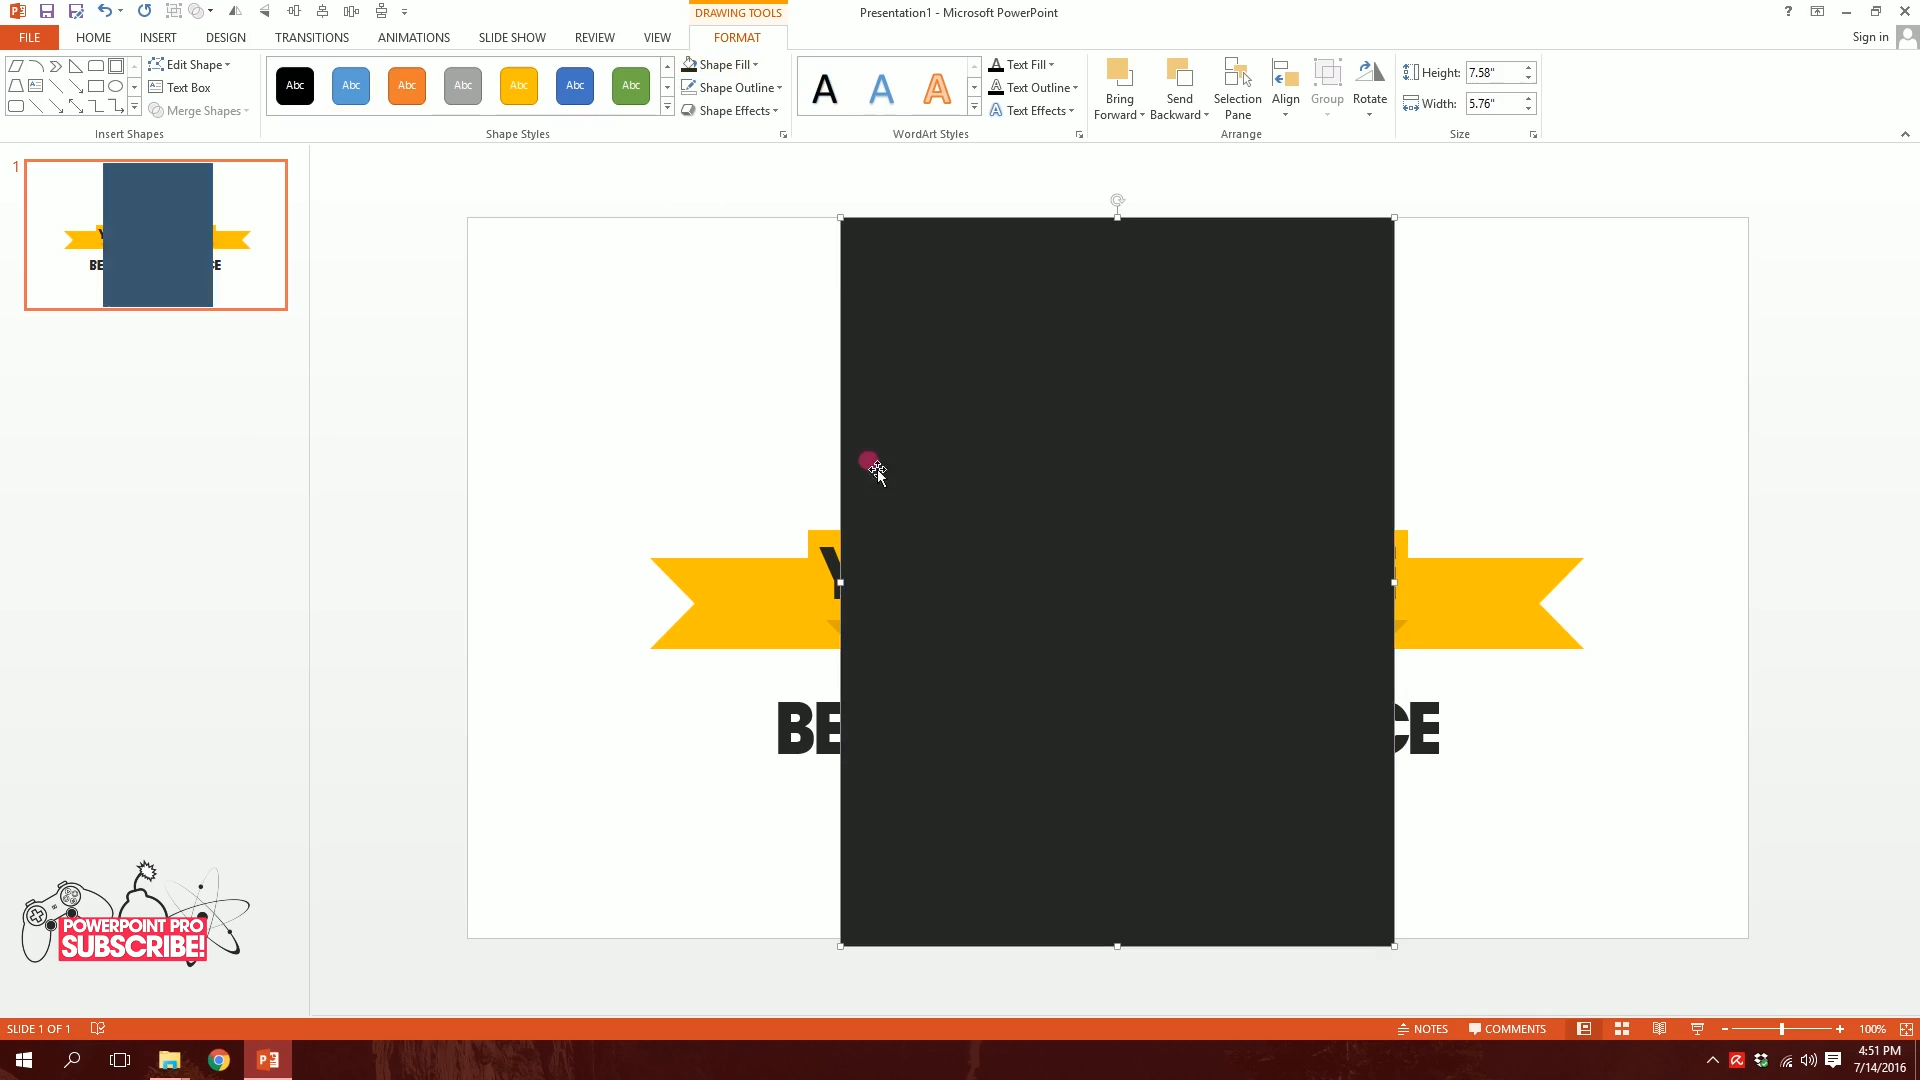 DRAWING TOOLS
Presentation1 - Microsoft PowerPoint
?
FILE HOME INSERT DESIGN TRANSITIONS ANIMATIONS SLIDE SHOW REVIEW VIEW FORMAT
Sign in
Edit Shape
Text Box
Merge Shapes
Insert Shapes
Abc Abc Abc Abc Abc Abc Abc
Shape Styles
Shape Fill
Shape Outline
Shape Effects
A A A
WordArt Styles
Text Fill
Text Outline
Text Effects
Bring Forward
Send Backward
Selection Pane
Align
Group
Rotate
Arrange
Height: 7.58"
Width: 5.76"
Size
1
BE CE
Y
BE CE
POWERPOINT PRO
SUBSCRIBE!
SLIDE 1 OF 1
NOTES
COMMENTS
100%
4:51 PM
7/14/2016